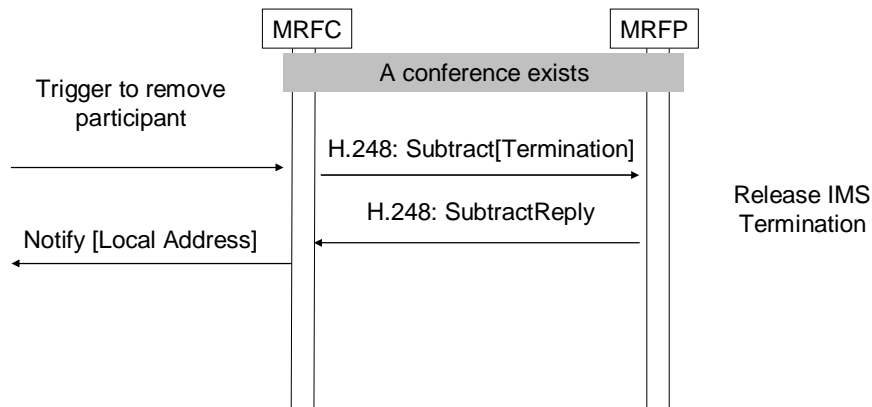 MRFC
MRFP
A conference exists
Trigger to remove
participant
H.248: Subtract[Termination]
H.248: SubtractReply
Release IMS
Termination
Notify [Local Address]